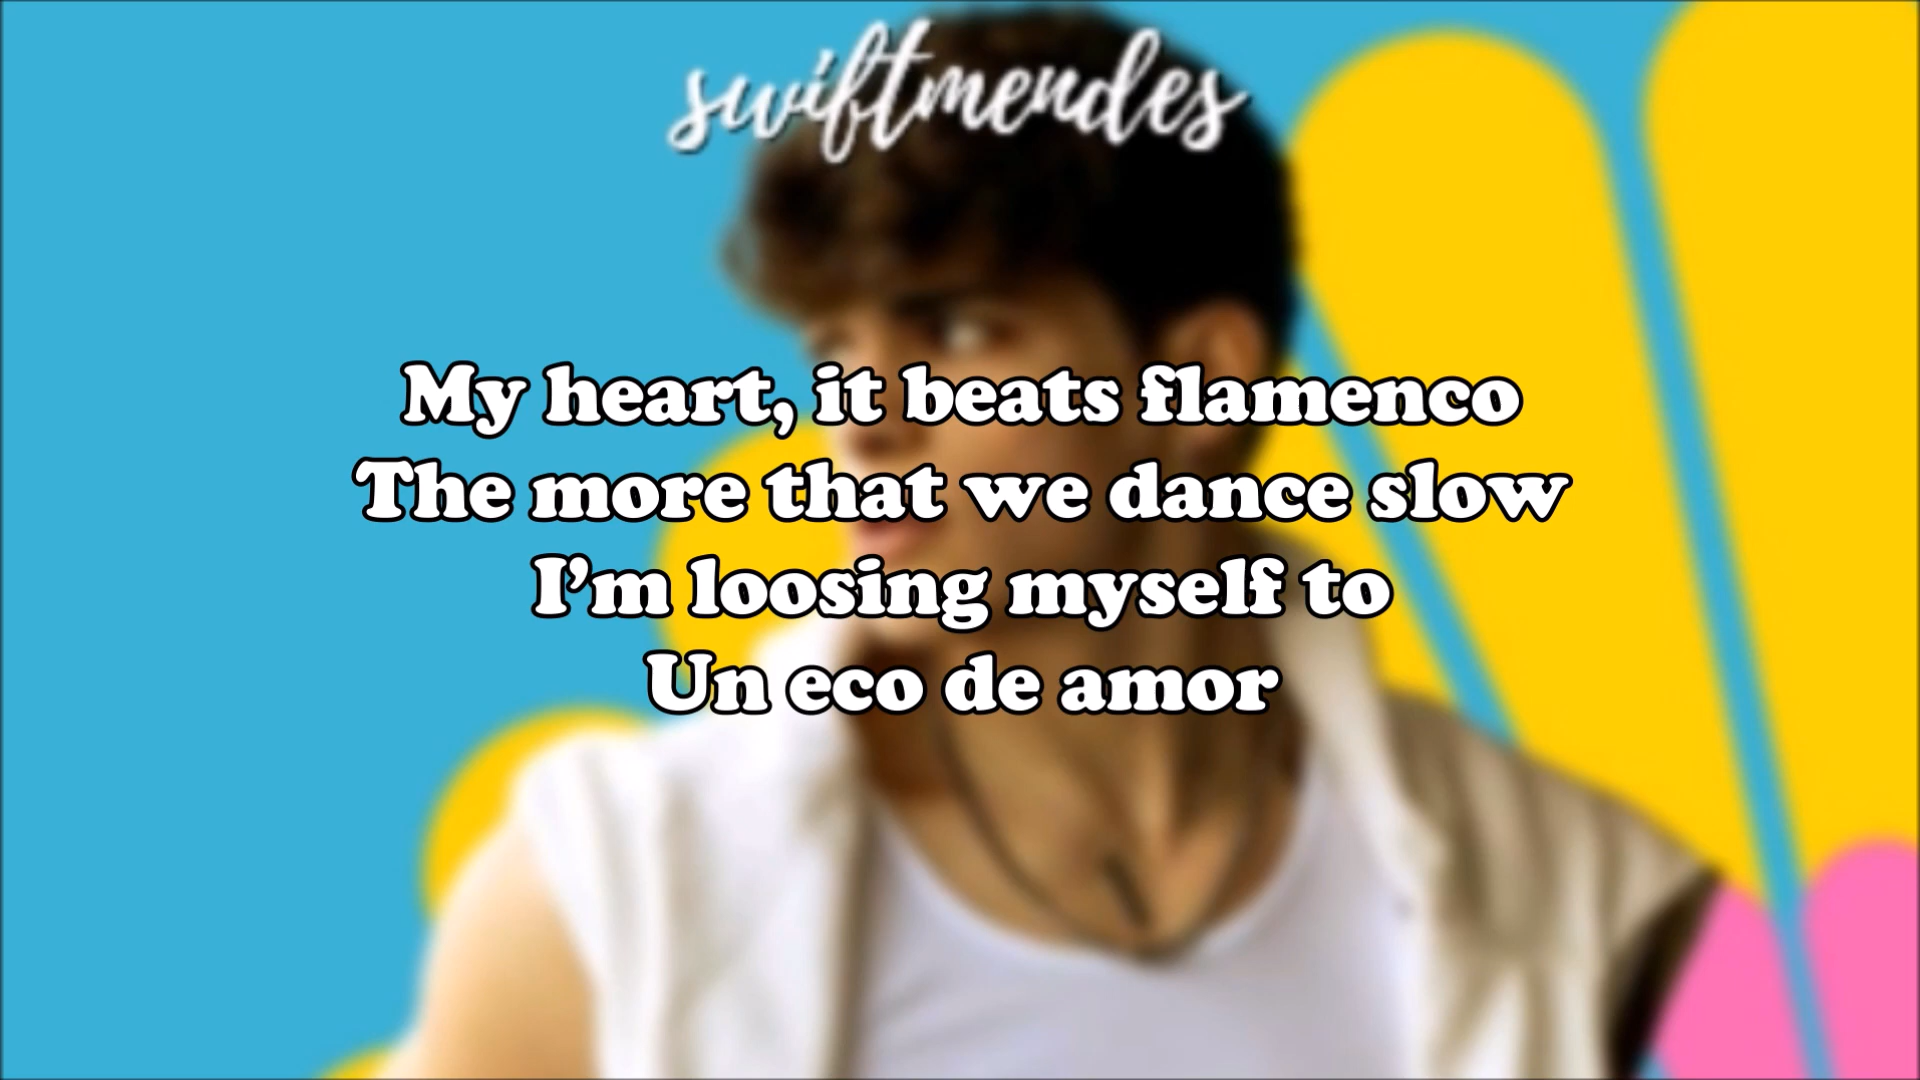 swiftmendes
My heart, it beats flamenco
The more that we dance slow
I'm loosing myself to
Un eco de amor